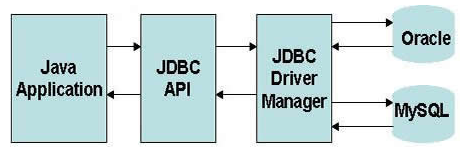 Java
Application
JDBC
API
JDBC
Driver
Manager
Oracle
MySQL